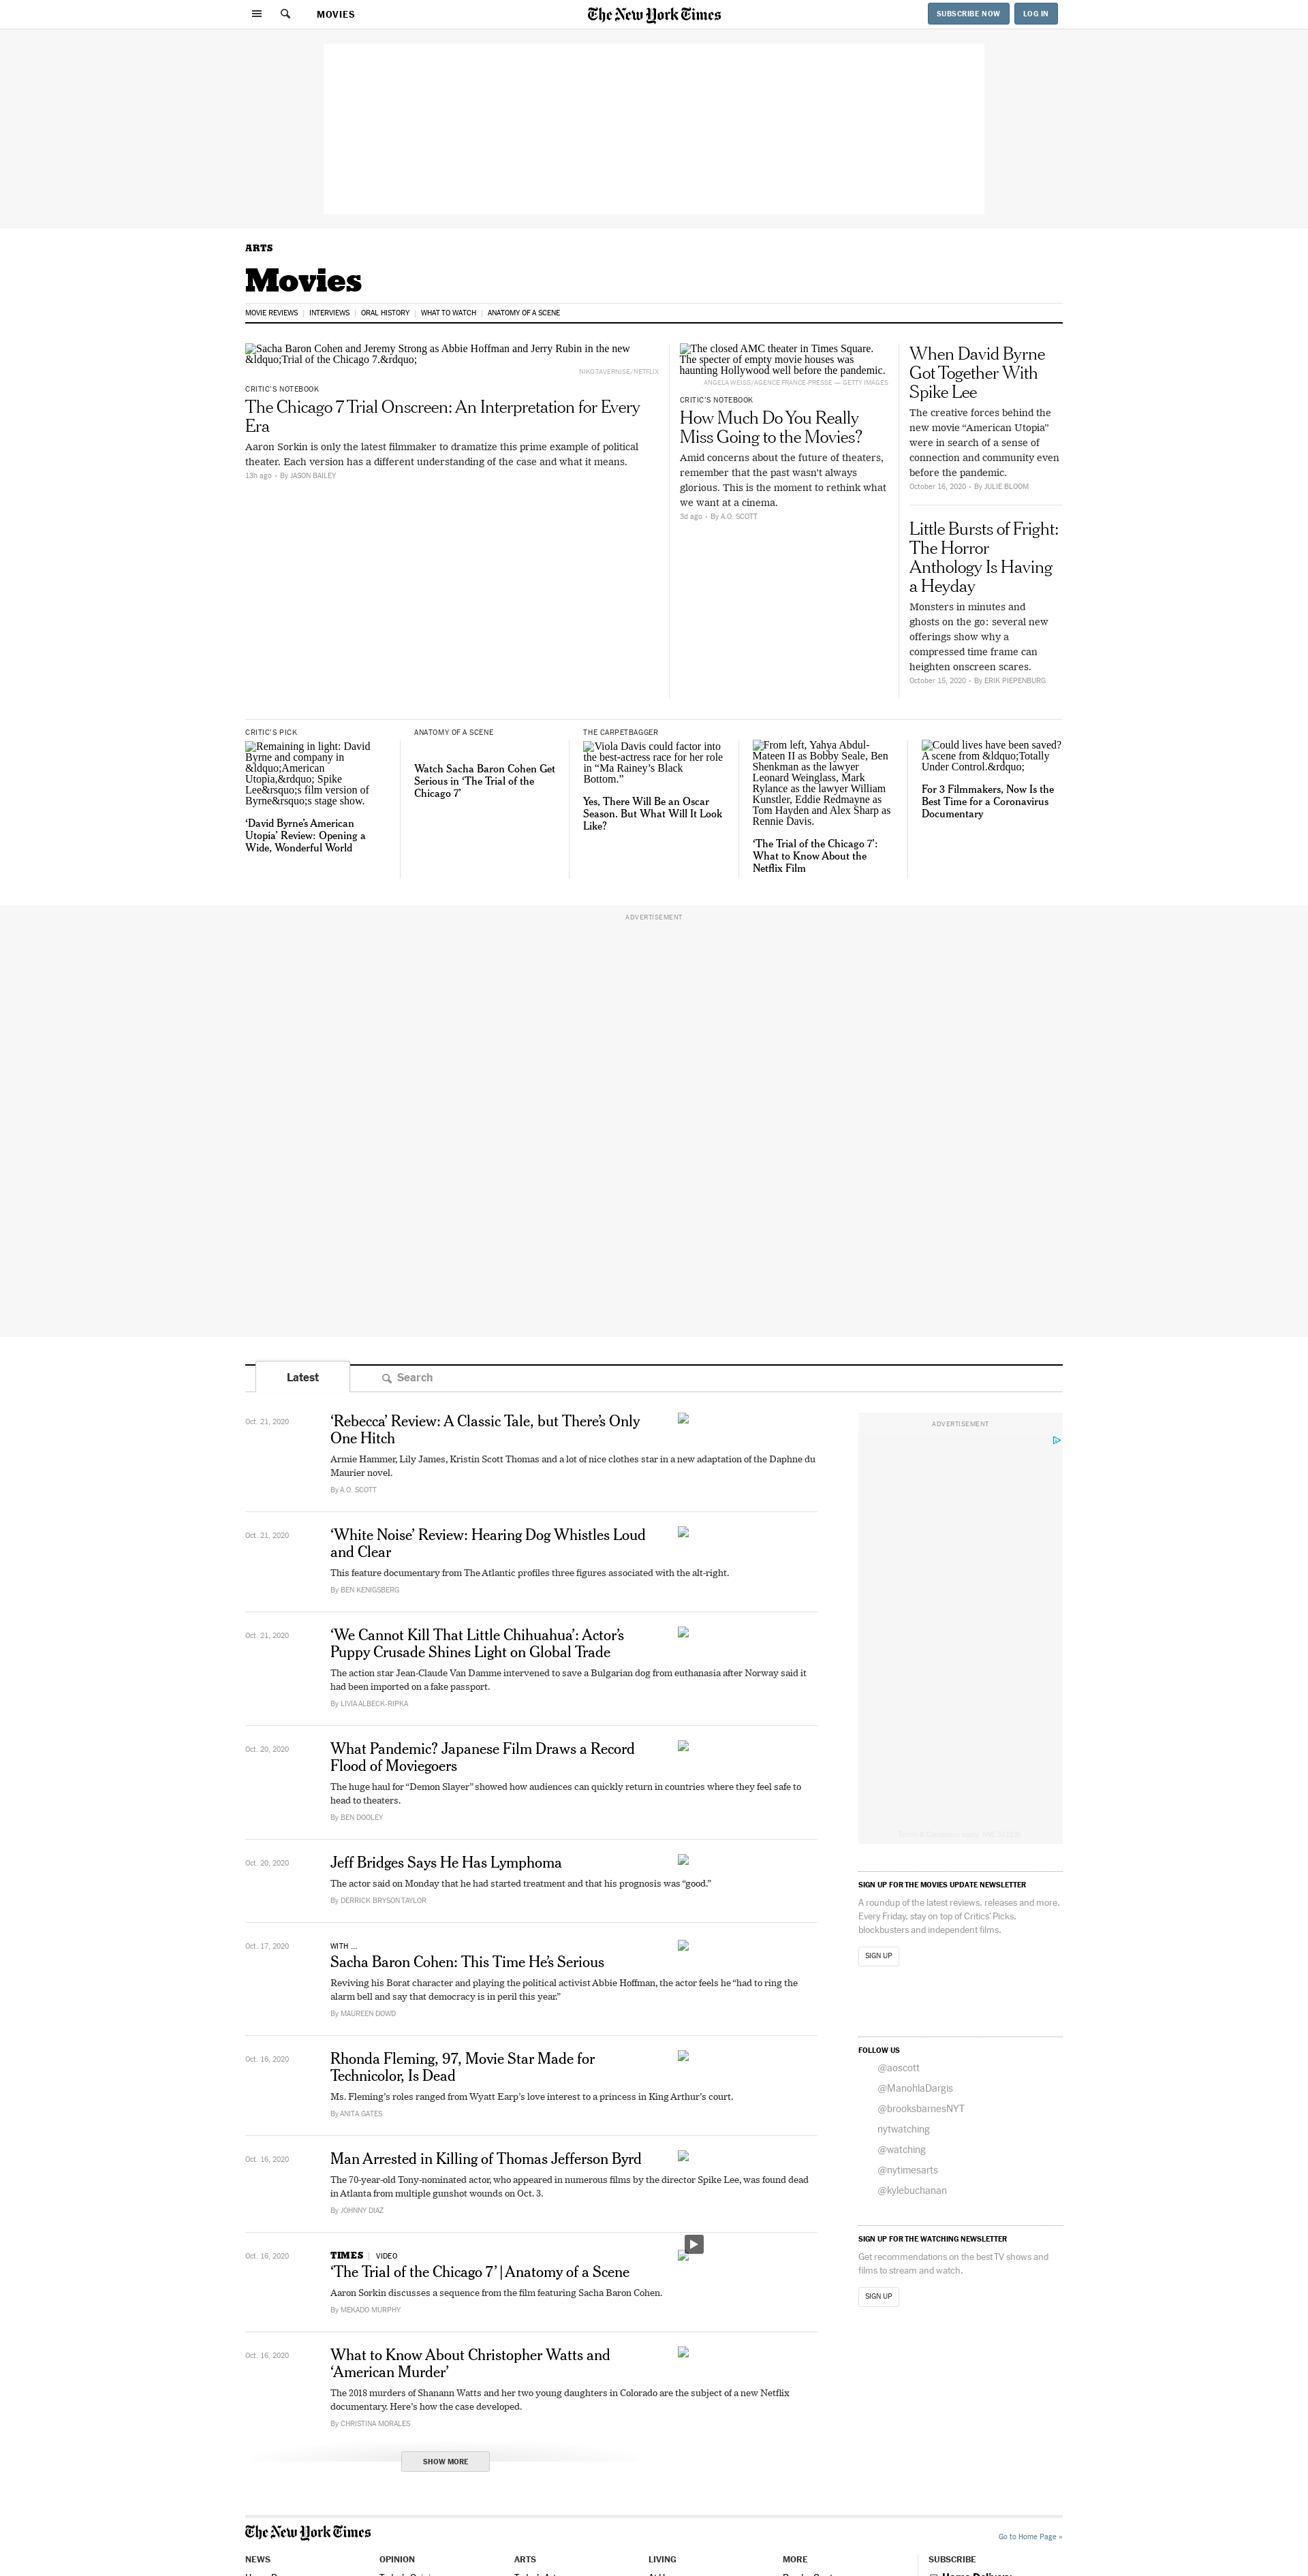 MOVIES
The New York Times
SUBSCRIBE NOW
LOG IN
ARTS
Movies
MOVIE REVIEWS | INTERVIEWS | ORAL HISTORY | WHAT TO WATCH | ANATOMY OF A SCENE
Sacha Baron Cohen and Jeremy Strong as Abbie Hoffman and Jerry Rubin in the new
&ldquo;Trial of the Chicago 7.&rdquo;
NIKO TAVERNISE/NETFLIX
CRITIC'S NOTEBOOK
The Chicago 7 Trial Onscreen: An Interpretation for Every
Era
Aaron Sorkin is only the latest filmmaker to dramatize this prime example of political
theater. Each version has a different understanding of the case and what it means.
13h ago • By JASON BAILEY
The closed AMC theater in Times Square.
The specter of empty movie houses was
haunting Hollywood well before the pandemic.
ANGELA WEISS/AGENCE FRANCE-PRESSE — GETTY IMAGES
CRITIC'S NOTEBOOK
How Much Do You Really
Miss Going to the Movies?
Amid concerns about the future of theaters,
remember that the past wasn't always
glorious. This is the moment to rethink what
we want at a cinema.
3d ago • By A.O. SCOTT
When David Byrne
Got Together With
Spike Lee
The creative forces behind the
new movie “American Utopia”
were in search of a sense of
connection and community even
before the pandemic.
October 16, 2020 • By JULIE BLOOM
Little Bursts of Fright:
The Horror
Anthology Is Having
a Heyday
Monsters in minutes and
ghosts on the go: several new
offerings show why a
compressed time frame can
heighten onscreen scares.
October 15, 2020 • By ERIK PIEPENBURG
CRITIC'S PICK
Remaining in light: David
Byrne and company in
&ldquo;American
Utopia,&rdquo; Spike
Lee&rsquo;s film version of
Byrne&rsquo;s stage show.
‘David Byrne’s American
Utopia’ Review: Opening a
Wide, Wonderful World
ANATOMY OF A SCENE
Watch Sacha Baron Cohen Get
Serious in ‘The Trial of the
Chicago 7’
THE CARPETBAGGER
Viola Davis could factor into
the best-actress race for her role
in “Ma Rainey’s Black
Bottom.”
Yes, There Will Be an Oscar
Season. But What Will It Look
Like?
From left, Yahya Abdul-
Mateen II as Bobby Seale, Ben
Shenkman as the lawyer
Leonard Weinglass, Mark
Rylance as the lawyer William
Kunstler, Eddie Redmayne as
Tom Hayden and Alex Sharp as
Rennie Davis.
‘The Trial of the Chicago 7’:
What to Know About the
Netflix Film
Could lives have been saved?
A scene from &ldquo;Totally
Under Control.&rdquo;
For 3 Filmmakers, Now Is the
Best Time for a Coronavirus
Documentary
ADVERTISEMENT
Latest
Search
Oct. 21, 2020
‘Rebecca’ Review: A Classic Tale, but There’s Only
One Hitch
Armie Hammer, Lily James, Kristin Scott Thomas and a lot of nice clothes star in a new adaptation of the Daphne du
Maurier novel.
By A.O. SCOTT
Oct. 21, 2020
‘White Noise’ Review: Hearing Dog Whistles Loud
and Clear
This feature documentary from The Atlantic profiles three figures associated with the alt-right.
By BEN KENIGSBERG
Oct. 21, 2020
‘We Cannot Kill That Little Chihuahua’: Actor’s
Puppy Crusade Shines Light on Global Trade
The action star Jean-Claude Van Damme intervened to save a Bulgarian dog from euthanasia after Norway said it
had been imported on a fake passport.
By LIVIA ALBECK-RIPKA
Oct. 20, 2020
What Pandemic? Japanese Film Draws a Record
Flood of Moviegoers
The huge haul for “Demon Slayer” showed how audiences can quickly return in countries where they feel safe to
head to theaters.
By BEN DOOLEY
Oct. 20, 2020
Jeff Bridges Says He Has Lymphoma
The actor said on Monday that he had started treatment and that his prognosis was “good.”
By DERRICK BRYSON TAYLOR
Oct. 17, 2020
WITH ...
Sacha Baron Cohen: This Time He’s Serious
Reviving his Borat character and playing the political activist Abbie Hoffman, the actor feels he “had to ring the
alarm bell and say that democracy is in peril this year.”
By MAUREEN DOWD
Oct. 16, 2020
Rhonda Fleming, 97, Movie Star Made for
Technicolor, Is Dead
Ms. Fleming’s roles ranged from Wyatt Earp’s love interest to a princess in King Arthur’s court.
By ANITA GATES
Oct. 16, 2020
Man Arrested in Killing of Thomas Jefferson Byrd
The 70-year-old Tony-nominated actor, who appeared in numerous films by the director Spike Lee, was found dead
in Atlanta from multiple gunshot wounds on Oct. 3.
By JOHNNY DIAZ
Oct. 16, 2020
TIMES | VIDEO
‘The Trial of the Chicago 7’ | Anatomy of a Scene
Aaron Sorkin discusses a sequence from the film featuring Sacha Baron Cohen.
By MEKADO MURPHY
Oct. 16, 2020
What to Know About Christopher Watts and
‘American Murder’
The 2018 murders of Shanann Watts and her two young daughters in Colorado are the subject of a new Netflix
documentary. Here’s how the case developed.
By CHRISTINA MORALES
SHOW MORE
ADVERTISEMENT
SIGN UP FOR THE MOVIES UPDATE NEWSLETTER
A roundup of the latest reviews, releases and more.
Every Friday, stay on top of Critics’ Picks,
blockbusters and independent films.
SIGN UP
FOLLOW US
@aoscott
@ManohlaDargis
@brooksbarnesNYT
nytwatching
@watching
@nytimesarts
@kylebuchanan
SIGN UP FOR THE WATCHING NEWSLETTER
Get recommendations on the best TV shows and
films to stream and watch.
SIGN UP
The New York Times
Go to Home Page »
NEWS
OPINION
ARTS
LIVING
MORE
SUBSCRIBE